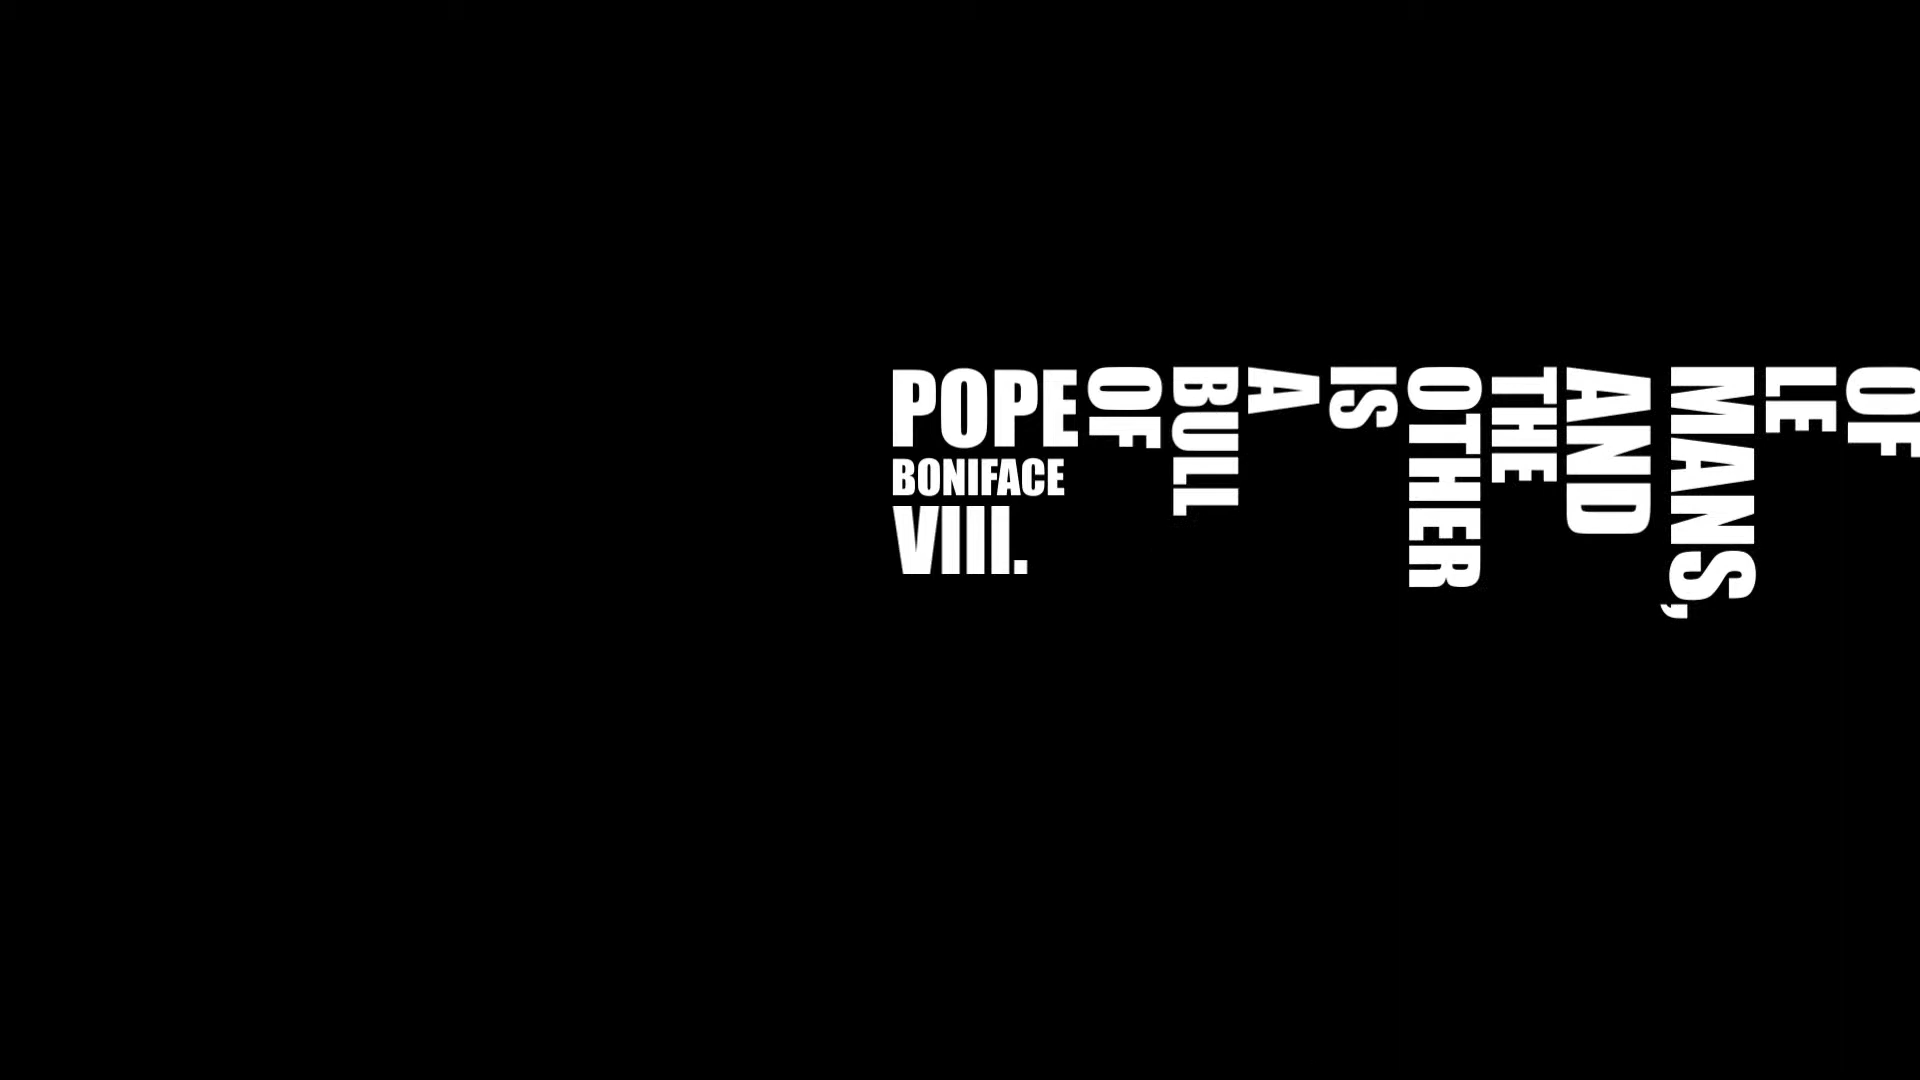 OF
LE
MANS,
AND
THE
OTHER
IS
A
BULL
OF
POPE
BONIFACE
VIII.